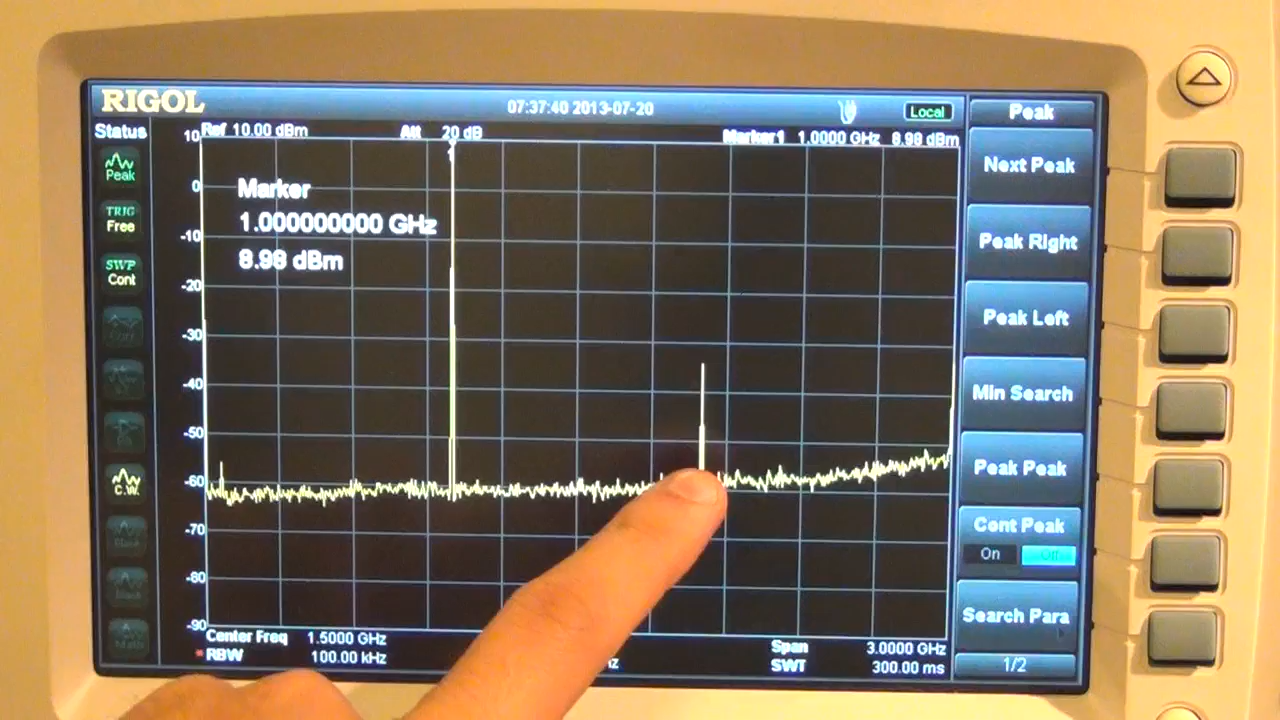 RIGOL
07:37:40 2013-07-20
Local
Status
Ref 10.00 dBm
Att 20 dB
Marker1 1.0000 GHz 8.98 dBm
Peak
TRIG
Free
SWP
Cont
C.W.
10
0
-10
-20
-30
-40
-50
-60
-70
-80
-90
1
Marker
1.000000000 GHz
8.98 dBm
Center Freq 1.5000 GHz
*RBW 100.00 kHz
Span 3.0000 GHz
SWT 300.00 ms
Peak
Next Peak
Peak Right
Peak Left
Min Search
Peak Peak
Cont Peak
On Off
Search Para
1/2